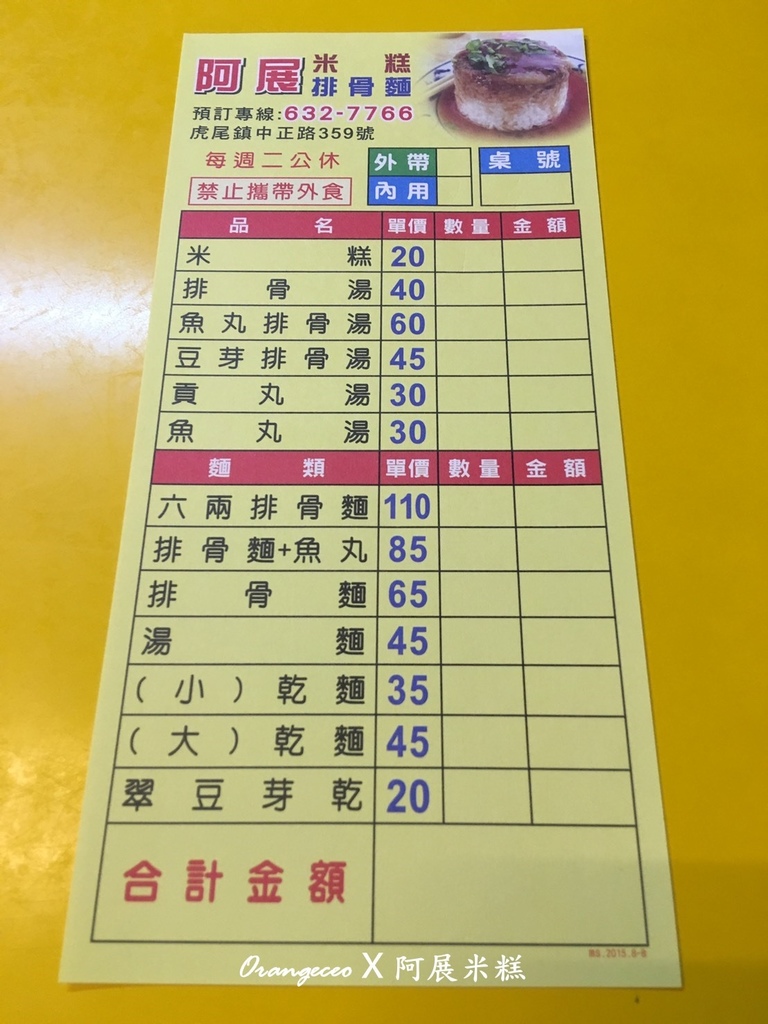 阿展 米糕
排骨麵
預訂專線:632-7766
虎尾鎮中正路359號
每週二公休
禁止攜帶外食
外帶
內用
桌號
品名 單價 數量 金額
米糕 20
排骨湯 40
魚丸排骨湯 60
豆芽排骨湯 45
貢丸湯 30
魚丸湯 30
麵類 單價 數量 金額
六兩排骨麵 110
排骨麵+魚丸 85
排骨麵 65
湯麵 45
(小)乾麵 35
(大)乾麵 45
翠豆芽乾 20
合計金額
Orangeceo X 阿展米糕